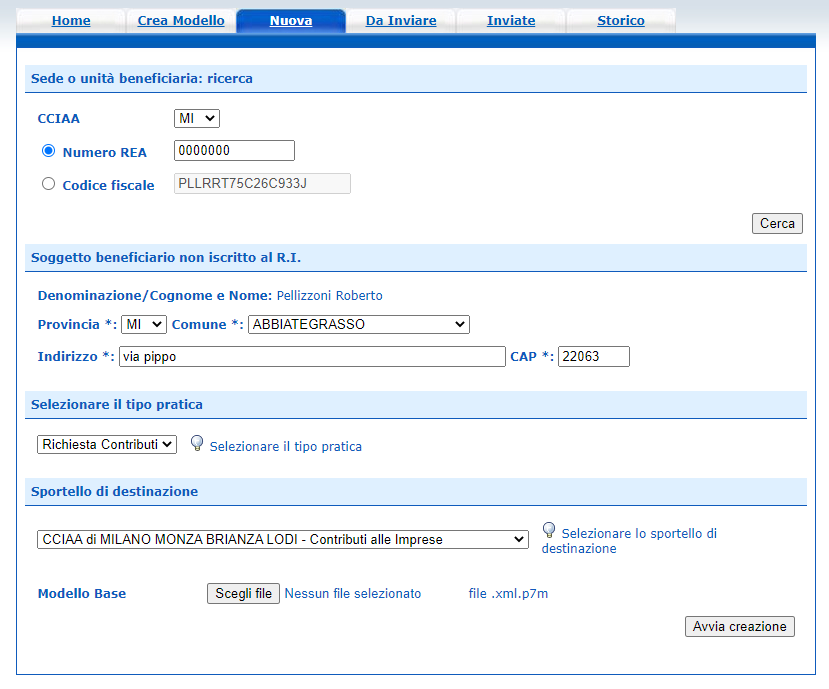 Home Crea Modello Nuova Da Inviare Inviate Storico
Sede o unità beneficiaria: ricerca
CCIAA MI
Numero REA 0000000
Codice fiscale PLLRRT75C26C933J
Cerca
Soggetto beneficiario non iscritto al R.I.
Denominazione/Cognome e Nome: Pellizzoni Roberto
Provincia *: MI Comune *: ABBIATEGRASSO
Indirizzo *: via pippo CAP *: 22063
Selezionare il tipo pratica
Richiesta Contributi Selezionare il tipo pratica
Sportello di destinazione
CCIAA di MILANO MONZA BRIANZA LODI - Contributi alle Imprese Selezionare lo sportello di
destinazione
Modello Base Scegli file Nessun file selezionato file .xml.p7m
Avvia creazione